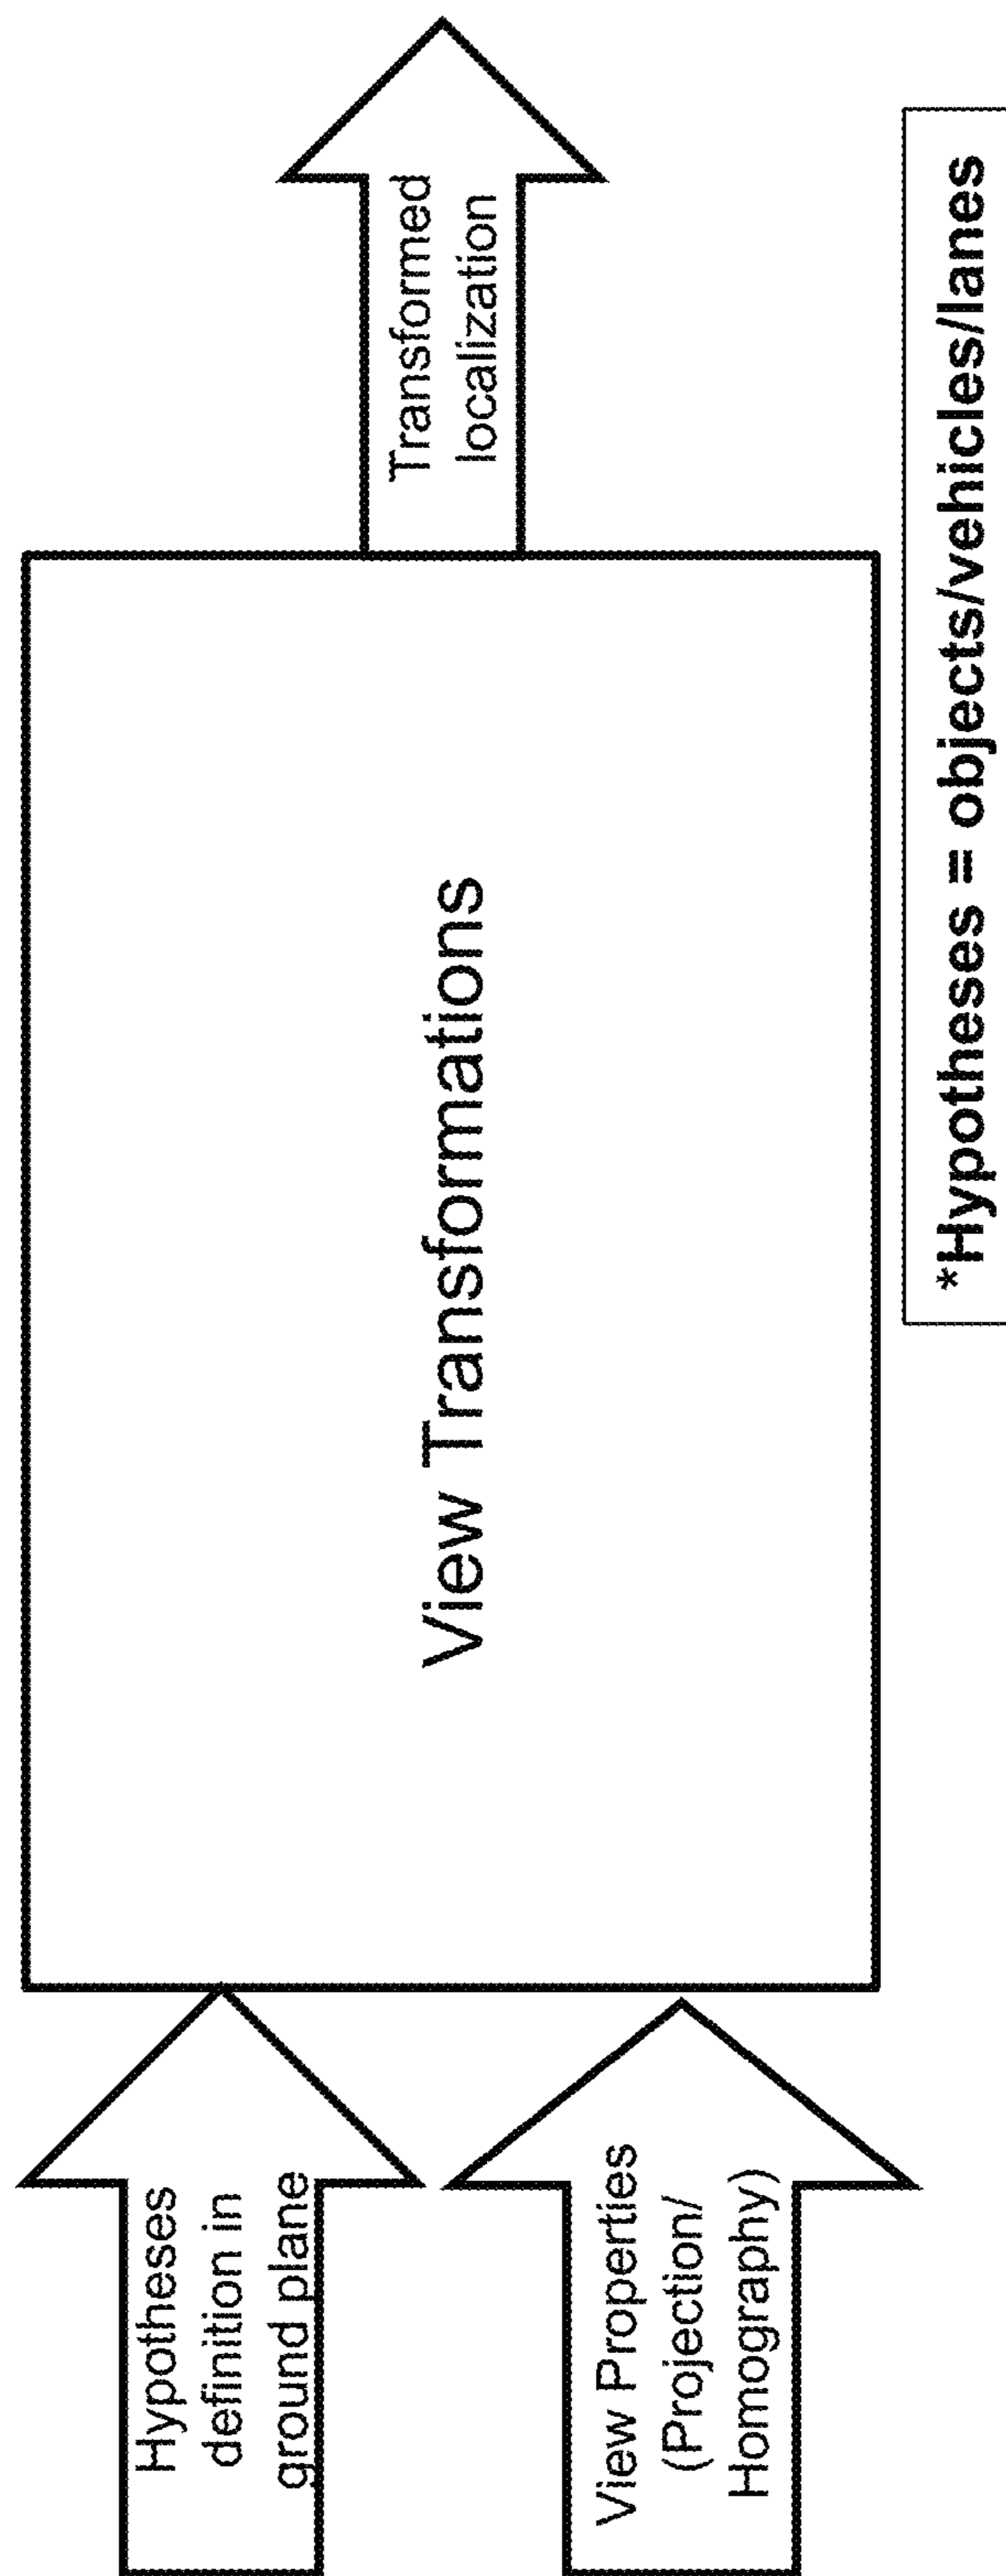 Hypotheses
definition in
ground plane
View Properties
(Projection/
Homography)
View Transformations
Transformed
localization
*Hypotheses = objects/vehicles/lanes